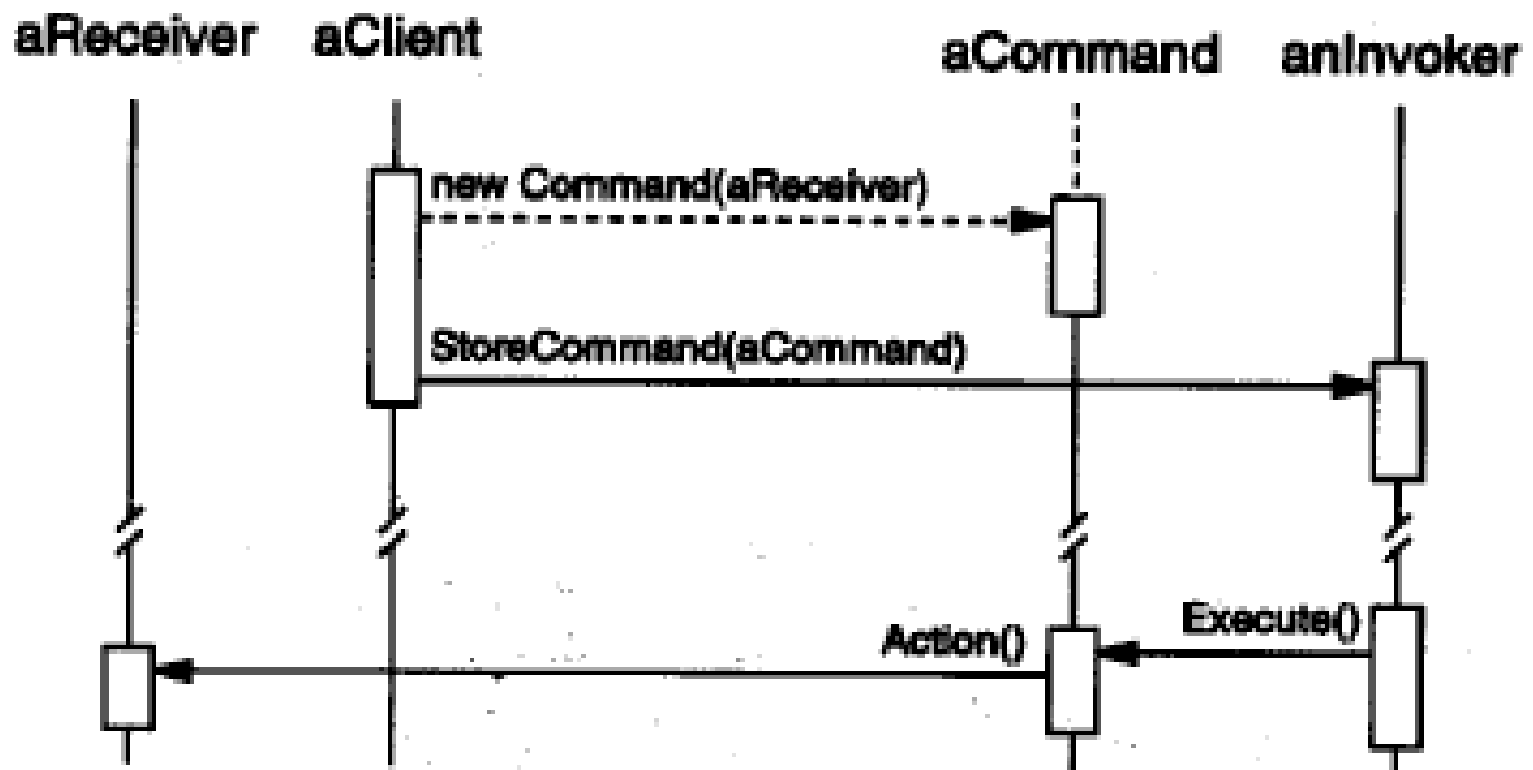 aReceiver aClient aCommand anInvoker
new Command(aReceiver)
StoreCommand(aCommand)
Execute()
Action()